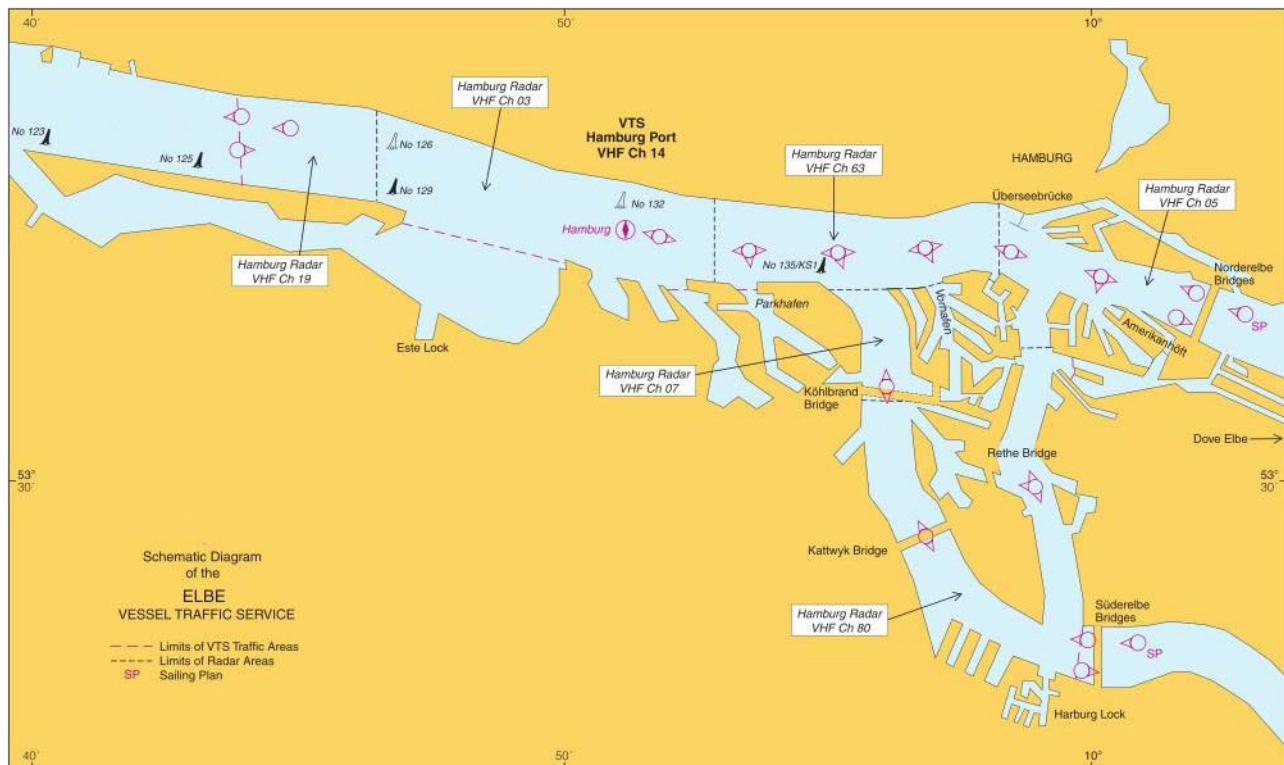 40´
50´
10°
Hamburg Radar
VHF Ch 03
VTS
Hamburg Port
VHF Ch 14
Hamburg Radar
VHF Ch 63
HAMBURG
Hamburg Radar
VHF Ch 05
No 123
No 125
No 126
No 129
No 132
Überseebrücke
Hamburg
Hamburg Radar
VHF Ch 19
No 135/KS1
Norderelbe
Bridges
SP
Parkhafen
Vorhafen
Amerikahöft
Este Lock
Hamburg Radar
VHF Ch 07
Köhlbrand
Bridge
Dove Elbe
Rethe Bridge
53°
30´
53°
30´
Kattwyk Bridge
Schematic Diagram
of the
ELBE
VESSEL TRAFFIC SERVICE
Limits of VTS Traffic Areas
Limits of Radar Areas
SP Sailing Plan
Hamburg Radar
VHF Ch 80
Süderelbe
Bridges
SP
Harburg Lock
40´
50´
10°